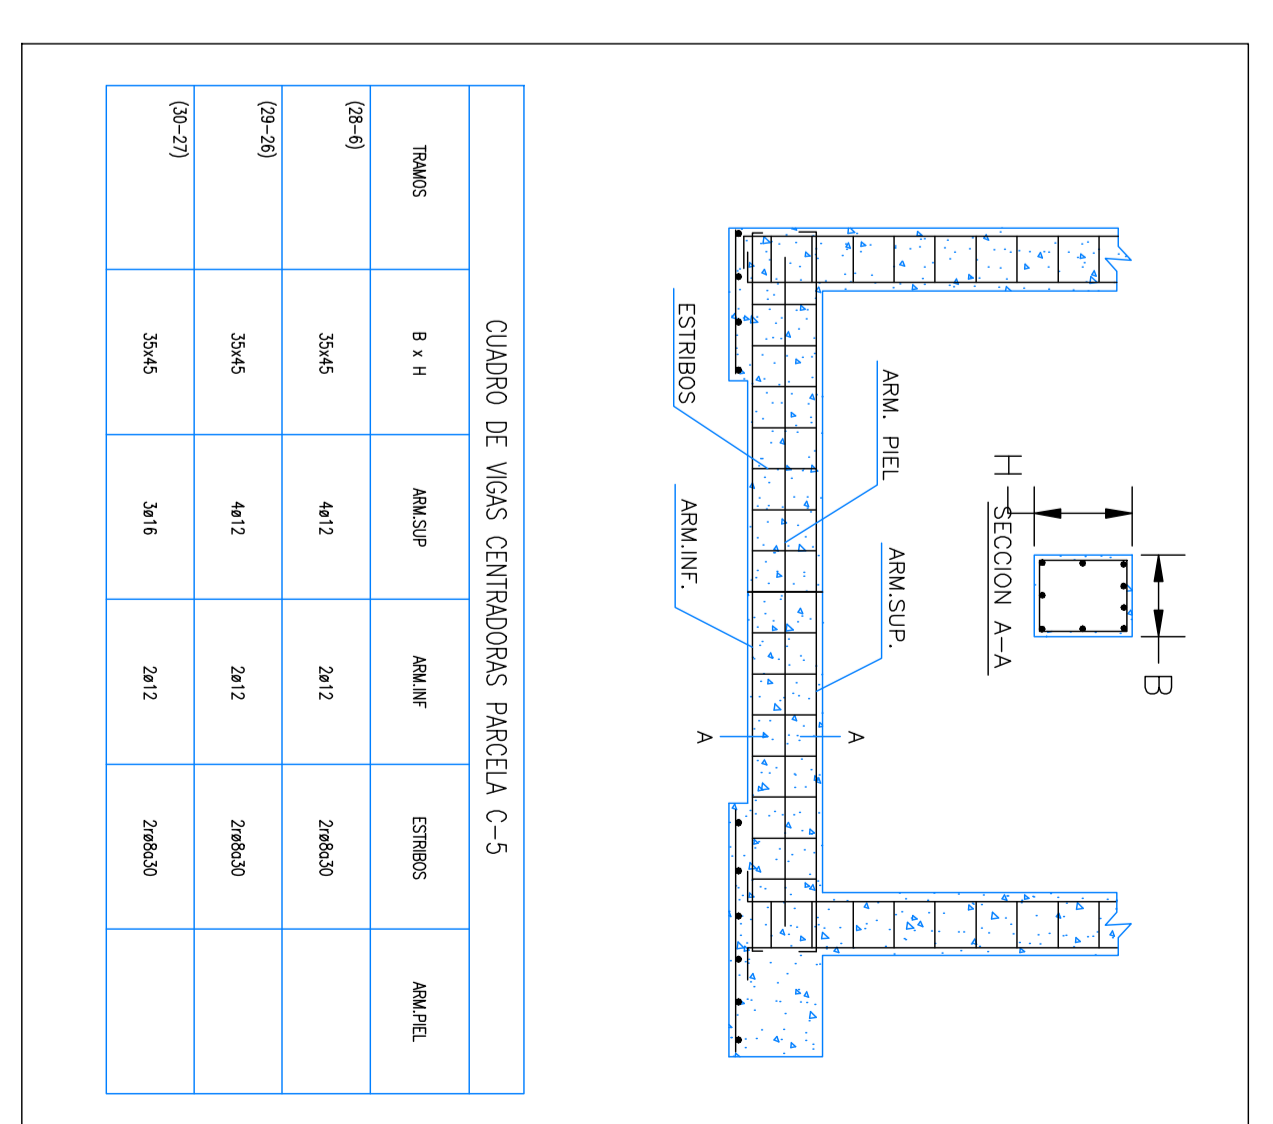 H
B
SECCION A-A
ARM. PIEL
ARM.SUP.
A
ESTRIBOS
ARM.INF.
A
CUADRO DE VIGAS CENTRADORAS PARCELA C-5
TRAMOS B x H ARM.SUP ARM.INF ESTRIBOS ARM.PIEL
(28-6) 35x45 4ø12 2ø12 2rø8a30
(29-26) 35x45 4ø12 2ø12 2rø8a30
(30-27) 35x45 3ø16 2ø12 2rø8a30